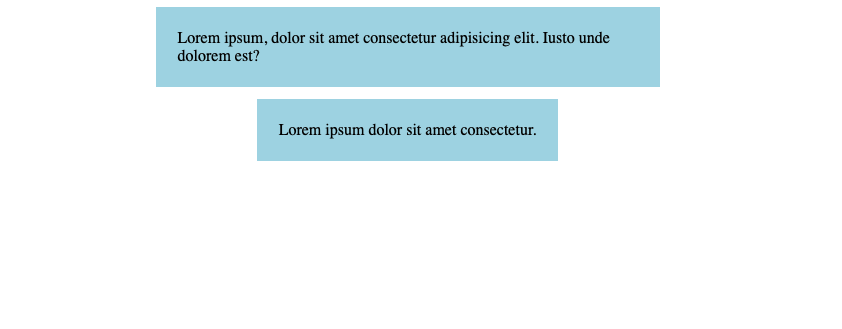 Lorem ipsum, dolor sit amet consectetur adipisicing elit. Iusto unde
dolorem est?
Lorem ipsum dolor sit amet consectetur.